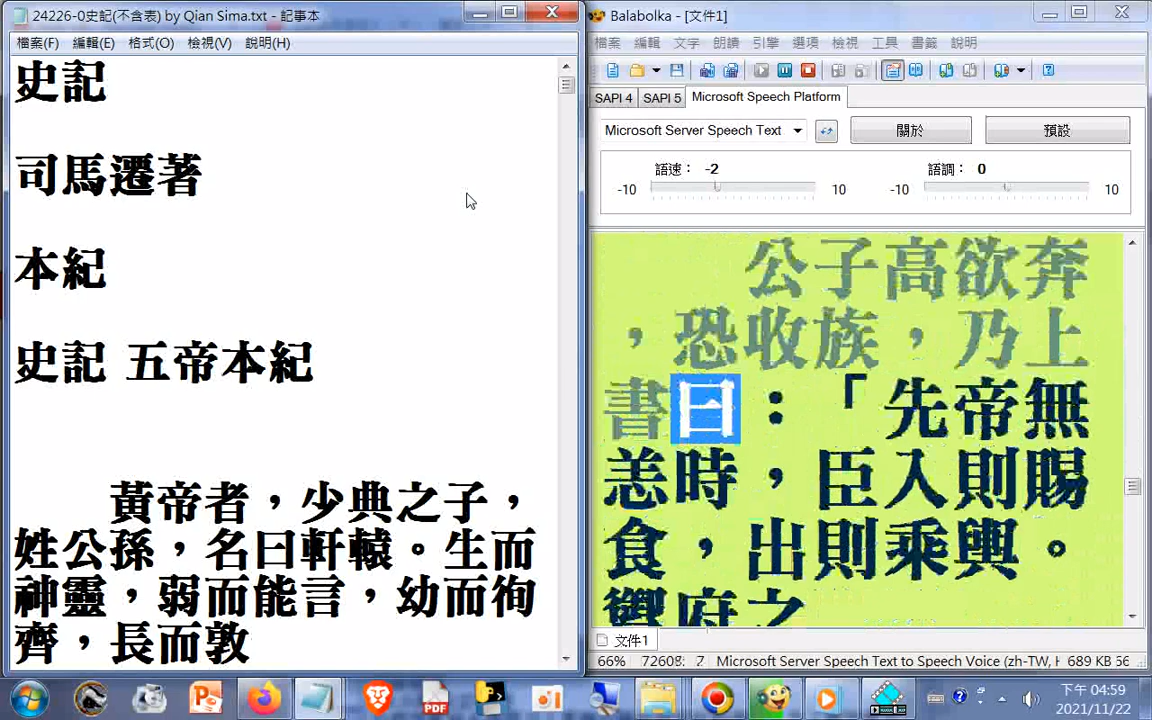 24226-0史記(不含表) by Qian Sima.txt - 記事本
檔案(F) 編輯(E) 格式(O) 檢視(V) 說明(H)
史記
司馬遷著
本紀
史記 五帝本紀
黃帝者，少典之子，
姓公孫，名曰軒轅。生而
神靈，弱而能言，幼而徇
齊，長而敦
Balabolka - [文件1]
檔案 編輯 文字 朗讀 引擎 選項 檢視 工具 書籤 說明
SAPI 4 SAPI 5 Microsoft Speech Platform
Microsoft Server Speech Text 關於 預設
語速： -2 語調： 0
-10 10 -10 10
公子高欲奔
，恐收族，乃上
書曰：「先帝無
恙時，臣入則賜
食，出則乘輿。
御府之
文件1
66% Microsoft Server Speech Text to Speech Voice (zh-TW, H 689 KB 56
PDF
下午 04:59
2021/11/22